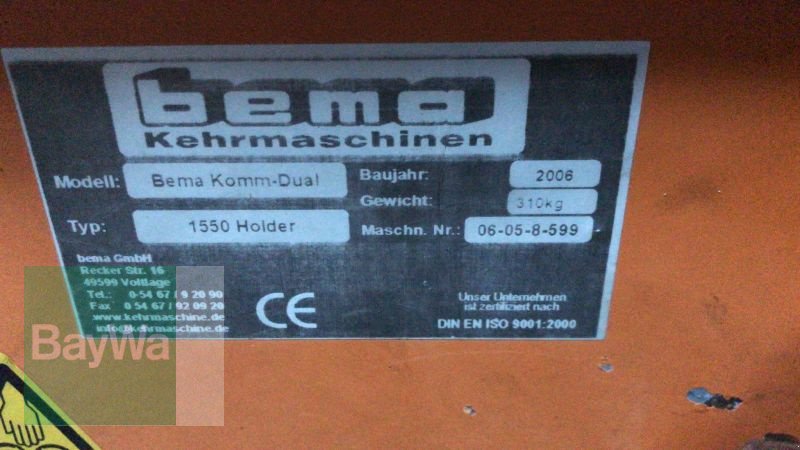 bema
Kehrmaschinen
Modell: Bema Komm-Dual
Baujahr: 2006
Gewicht: 310kg
Typ: 1550 Holder
Maschn. Nr.: 06-05-8-599
bema GmbH
Recker Str. 16
49599 Voltlage
Tel.: 0-54 67 / 9 20 90
Fax 0 54 67 / 92 09 20
www.kehrmaschine.de
info@kehrmaschine.de
CE
Unser Unternehmen
ist zertifiziert nach
DIN EN ISO 9001:2000
BayWa